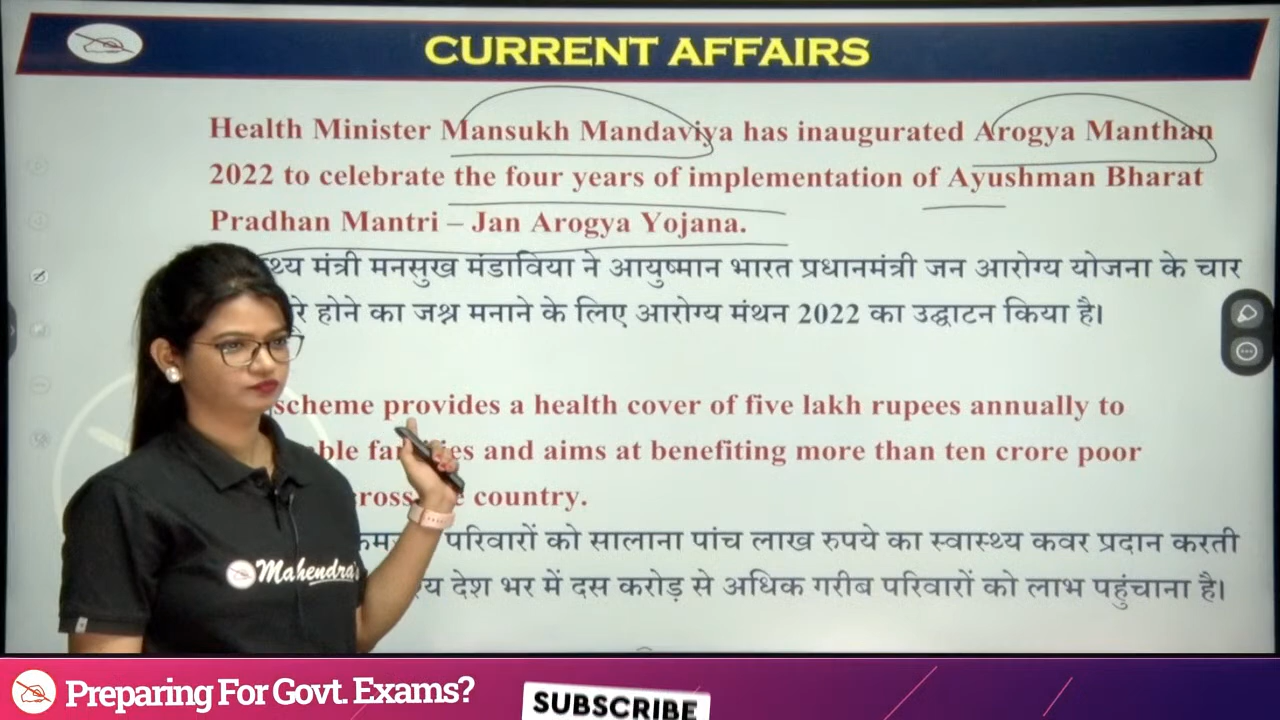 CURRENT AFFAIRS
Health Minister Mansukh Mandaviya has inaugurated Arogya Manthan
2022 to celebrate the four years of implementation of Ayushman Bharat
Pradhan Mantri – Jan Arogya Yojana.
मंत्री मनसुख मंडाविया ने आयुष्मान भारत प्रधानमंत्री जन आरोग्य योजना के चार
होने का जश्न मनाने के लिए आरोग्य मंथन 2022 का उद्घाटन किया है।
scheme provides a health cover of five lakh rupees annually to
and aims at benefiting more than ten crore poor
country.
परिवारों को सालाना पांच लाख रुपये का स्वास्थ्य कवर प्रदान करती
देश भर में दस करोड़ से अधिक गरीब परिवारों को लाभ पहुंचाना है।
Mahendra's
Preparing For Govt. Exams?
SUBSCRIBE